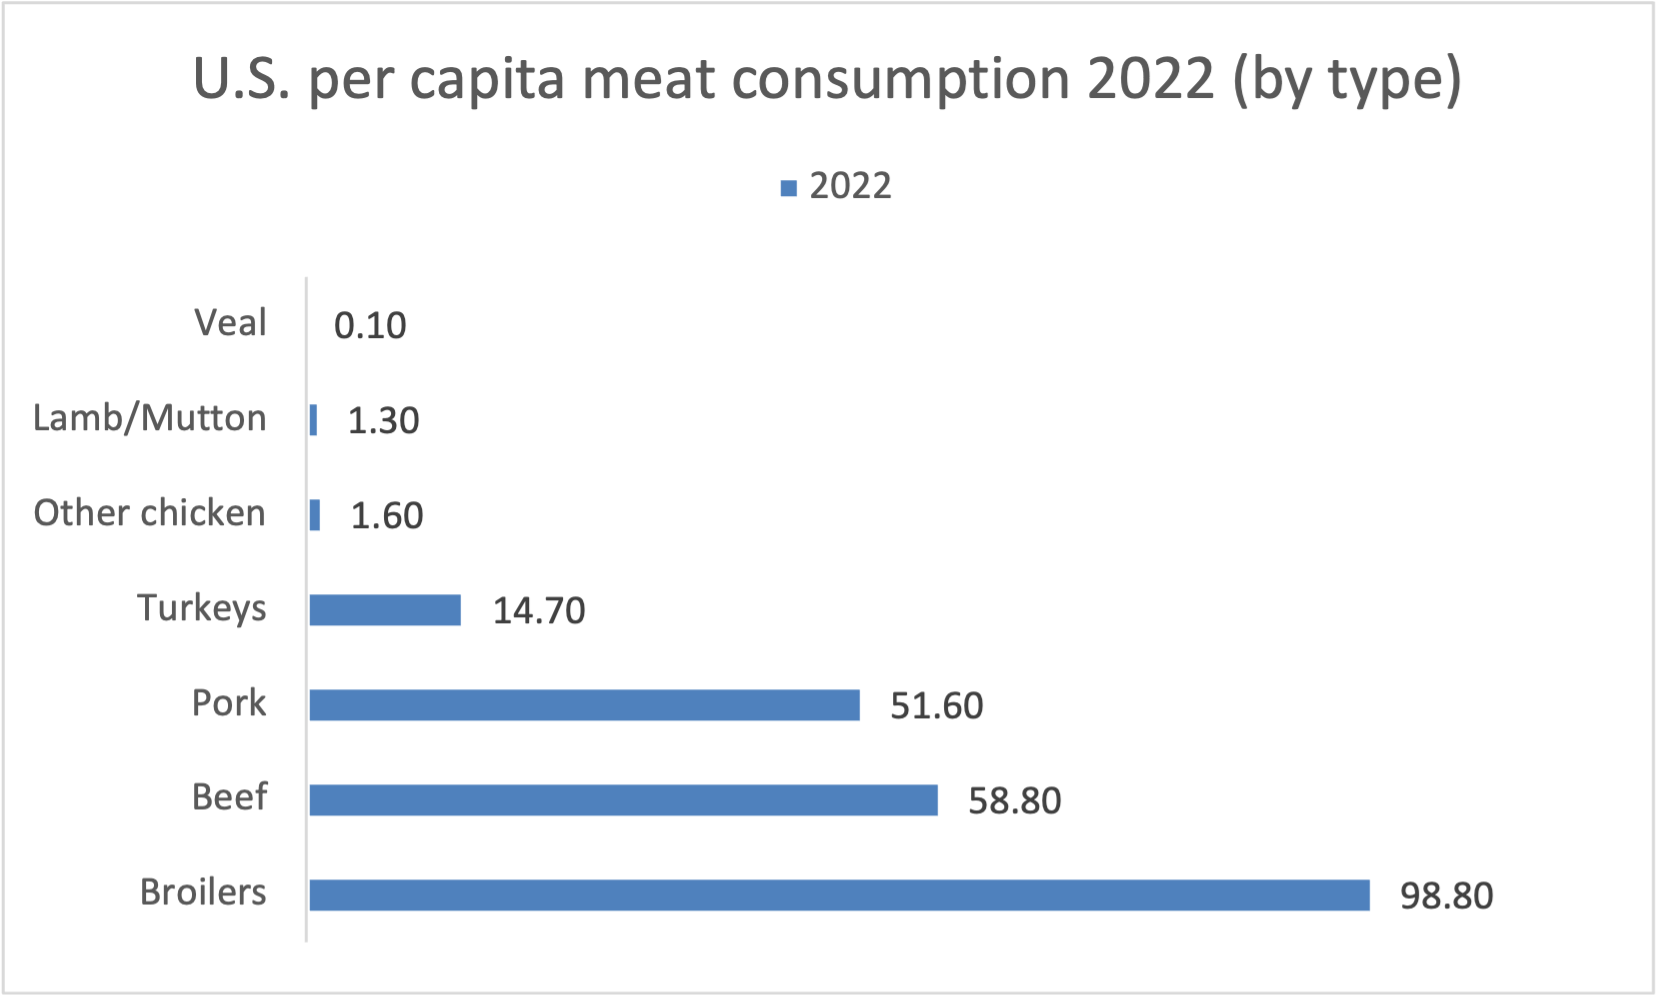 U.S. per capita meat consumption 2022 (by type)
2022
Veal 0.10
Lamb/Mutton 1.30
Other chicken 1.60
Turkeys 14.70
Pork 51.60
Beef 58.80
Broilers 98.80